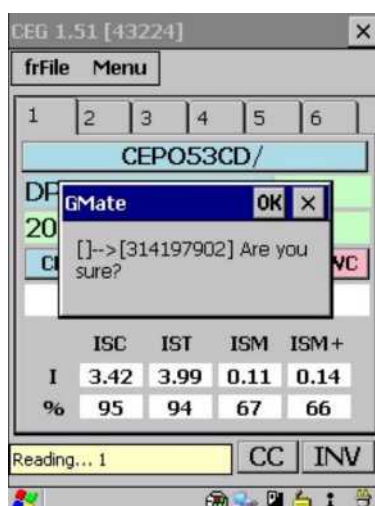 CEG 1.51 [43224]
frFile Menu
1 2 3 4 5 6
CEPO53CD/
DP
GMate OK
20
[]-->[314197902] Are you
sure?
ISC IST ISM ISM+
I 3.42 3.99 0.11 0.14
% 95 94 67 66
Reading... 1 CC INV